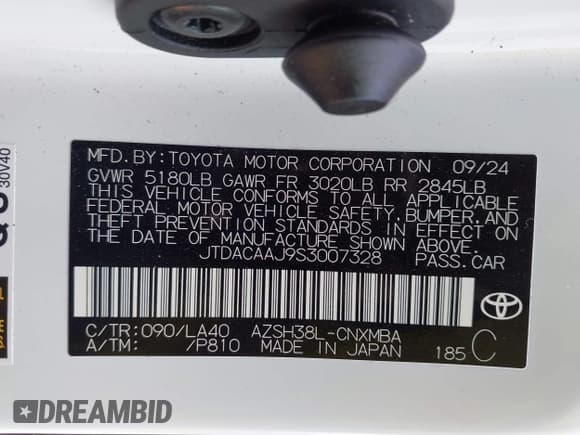 MFD.BY:TOYOTA MOTOR CORPORATION 09/24
GVWR 5180LB GAWR FR 3020LB RR 2845LB
THIS VEHICLE CONFORMS TO ALL APPLICABLE
FEDERAL MOTOR VEHICLE SAFETY,BUMPER,AND
THEFT PREVENTION STANDARDS IN EFFECT ON
THE DATE OF MANUFACTURE SHOWN ABOVE.
JTDACAAJ9S3007328 PASS.CAR
C/TR:090/LA40 AZSH38L-CNXMBA
A/TM: /P810 MADE IN JAPAN 185 C
30V40
DREAMBID